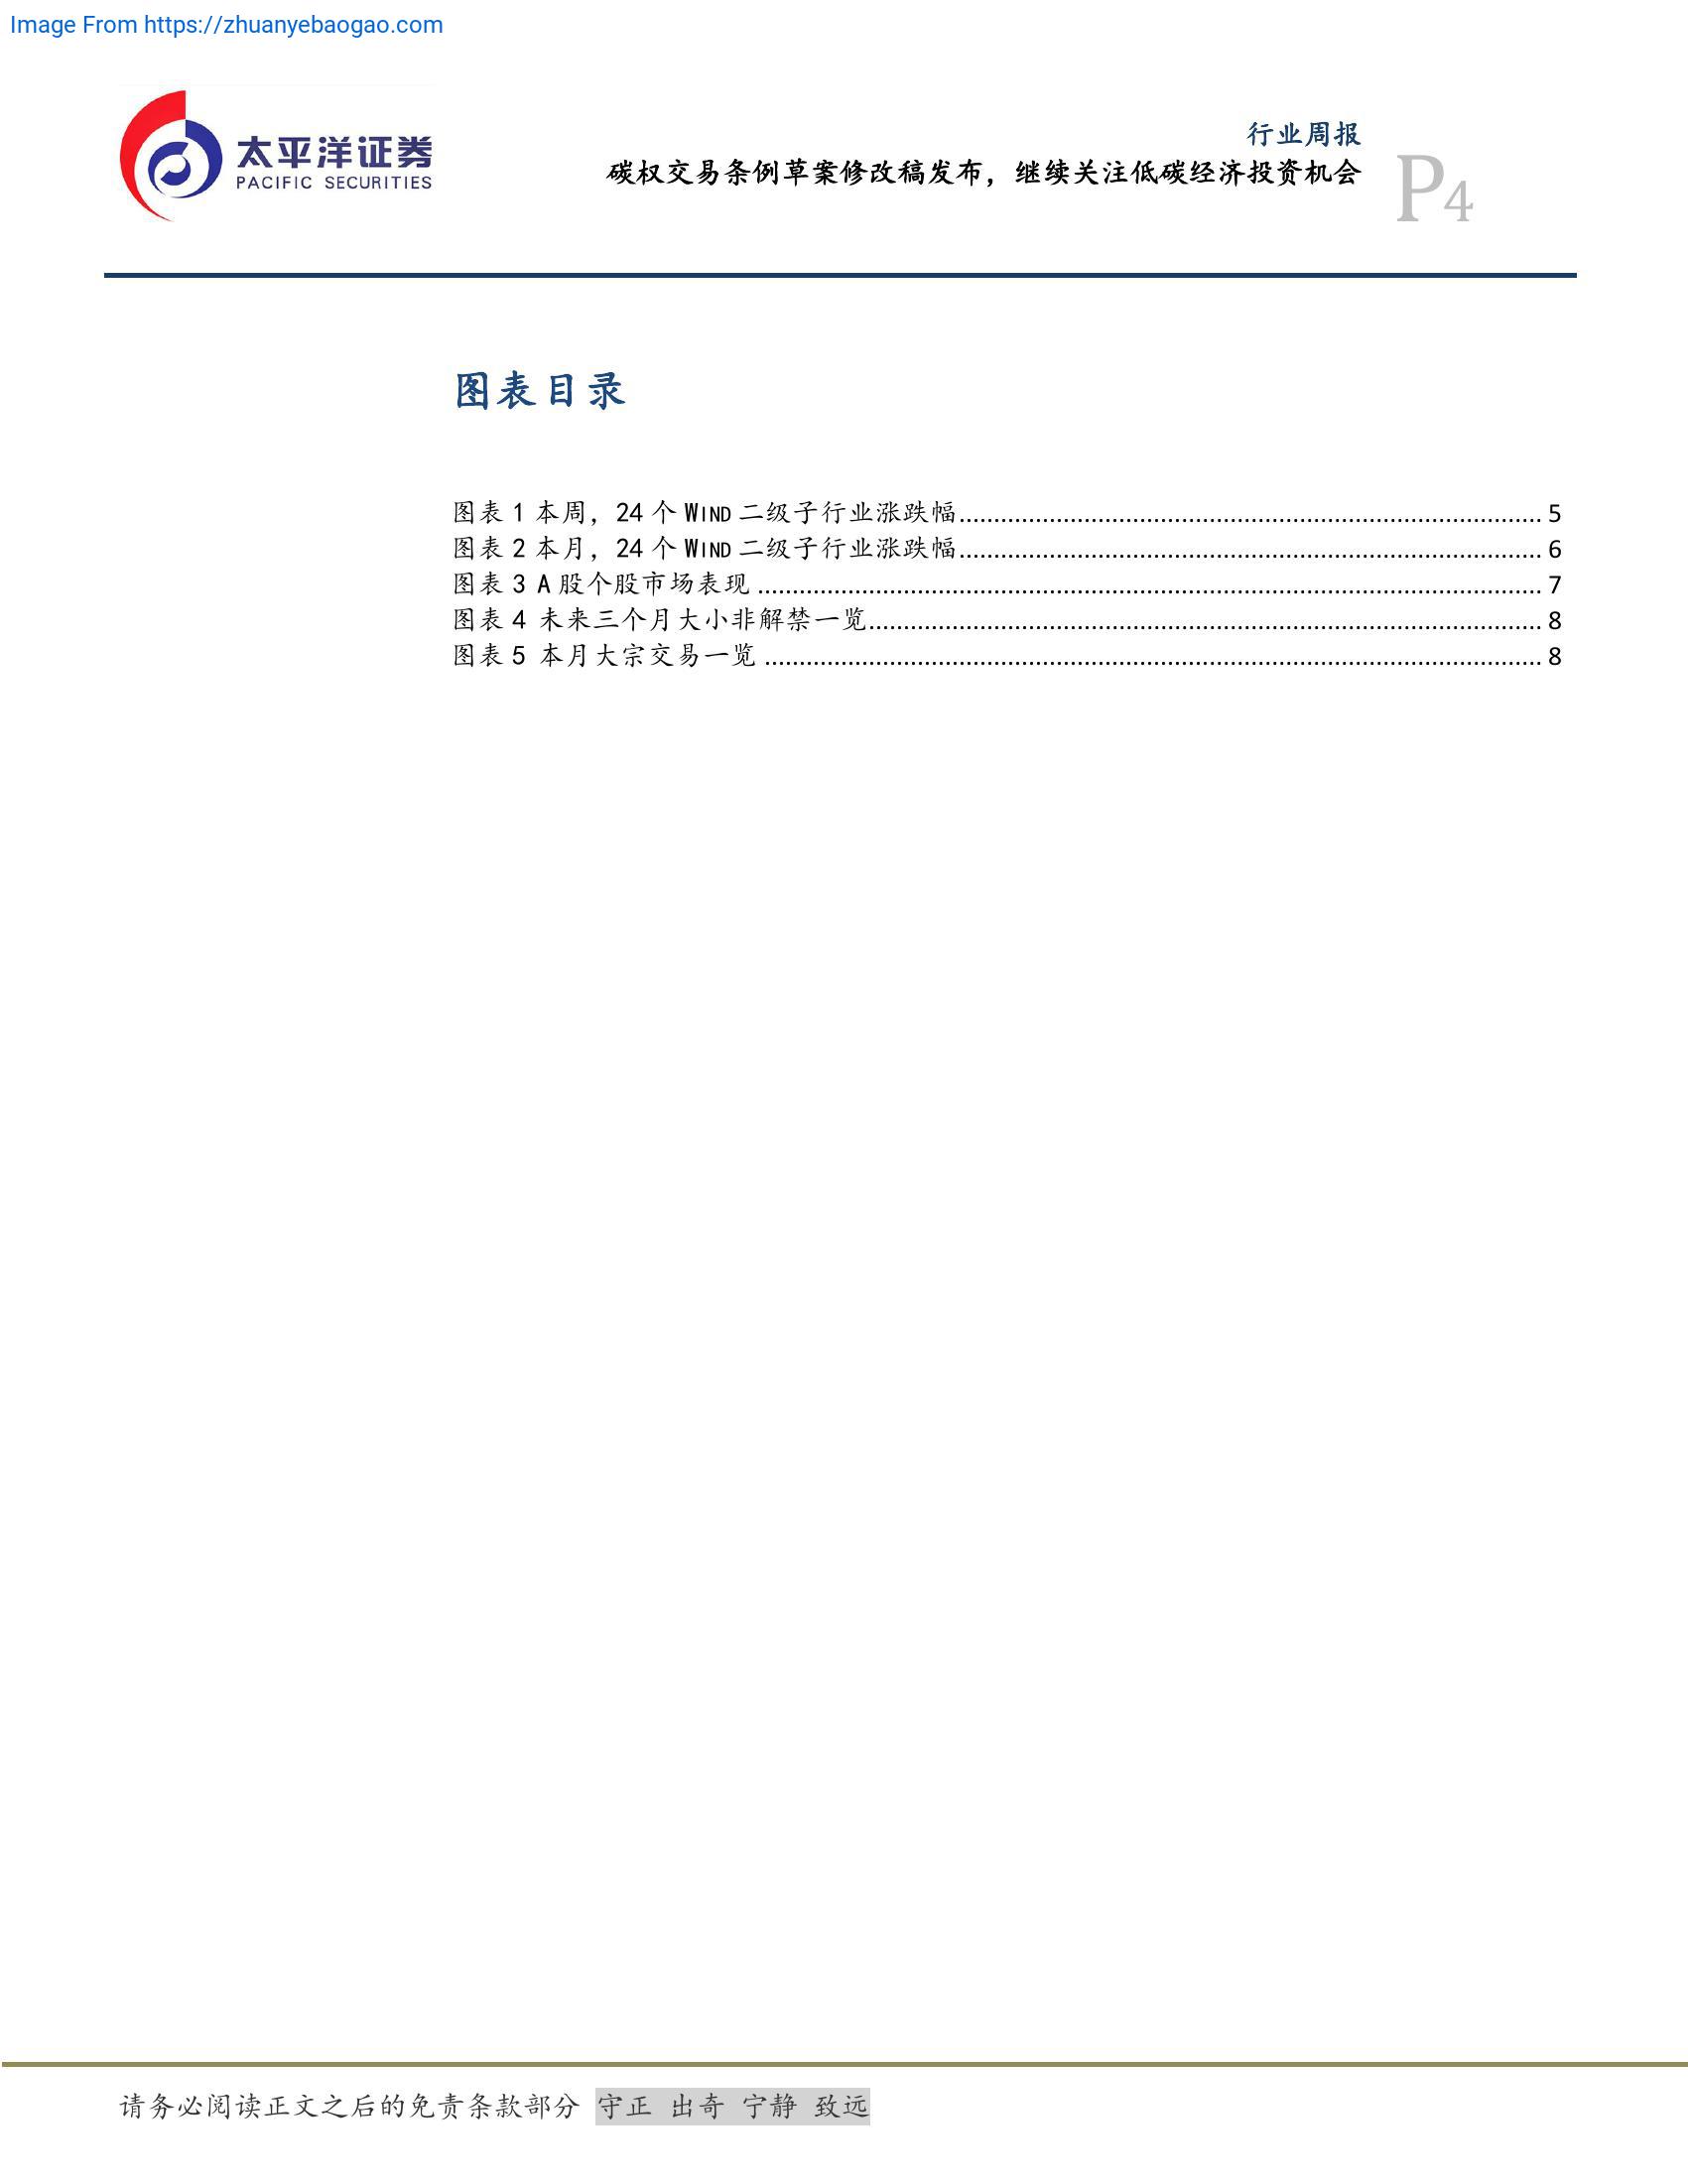 Image From https://zhuanyebaogao.com
太平洋证券
PACIFIC SECURITIES
行业周报
碳权交易条例草案修改稿发布，继续关注低碳经济投资机会
P4
图表目录
图表 1 本周，24 个 WIND 二级子行业涨跌幅 5
图表 2 本月，24 个 WIND 二级子行业涨跌幅 6
图表 3 A 股个股市场表现 7
图表 4 未来三个月大小非解禁一览 8
图表 5 本月大宗交易一览 8
请务必阅读正文之后的免责条款部分 守正 出奇 宁静 致远